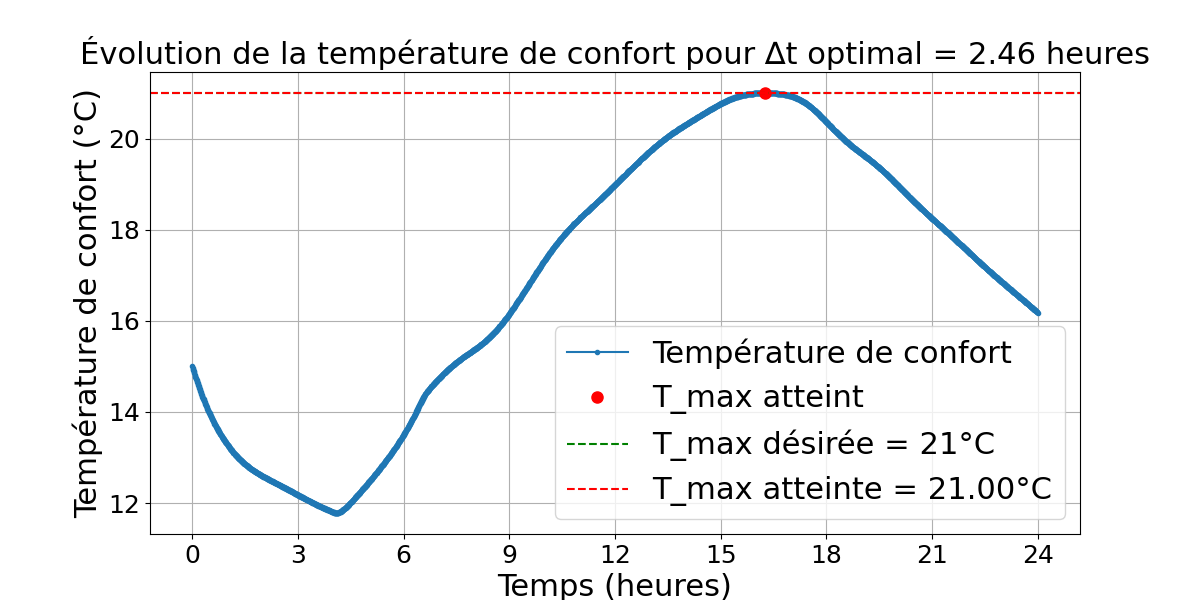 Évolution de la température de confort pour Δt optimal = 2.46 heures
Température de confort (°C)
20
18
16
14
12
Température de confort
T_max atteint
T_max désirée = 21°C
T_max atteinte = 21.00°C
0 3 6 9 12 15 18 21 24
Temps (heures)